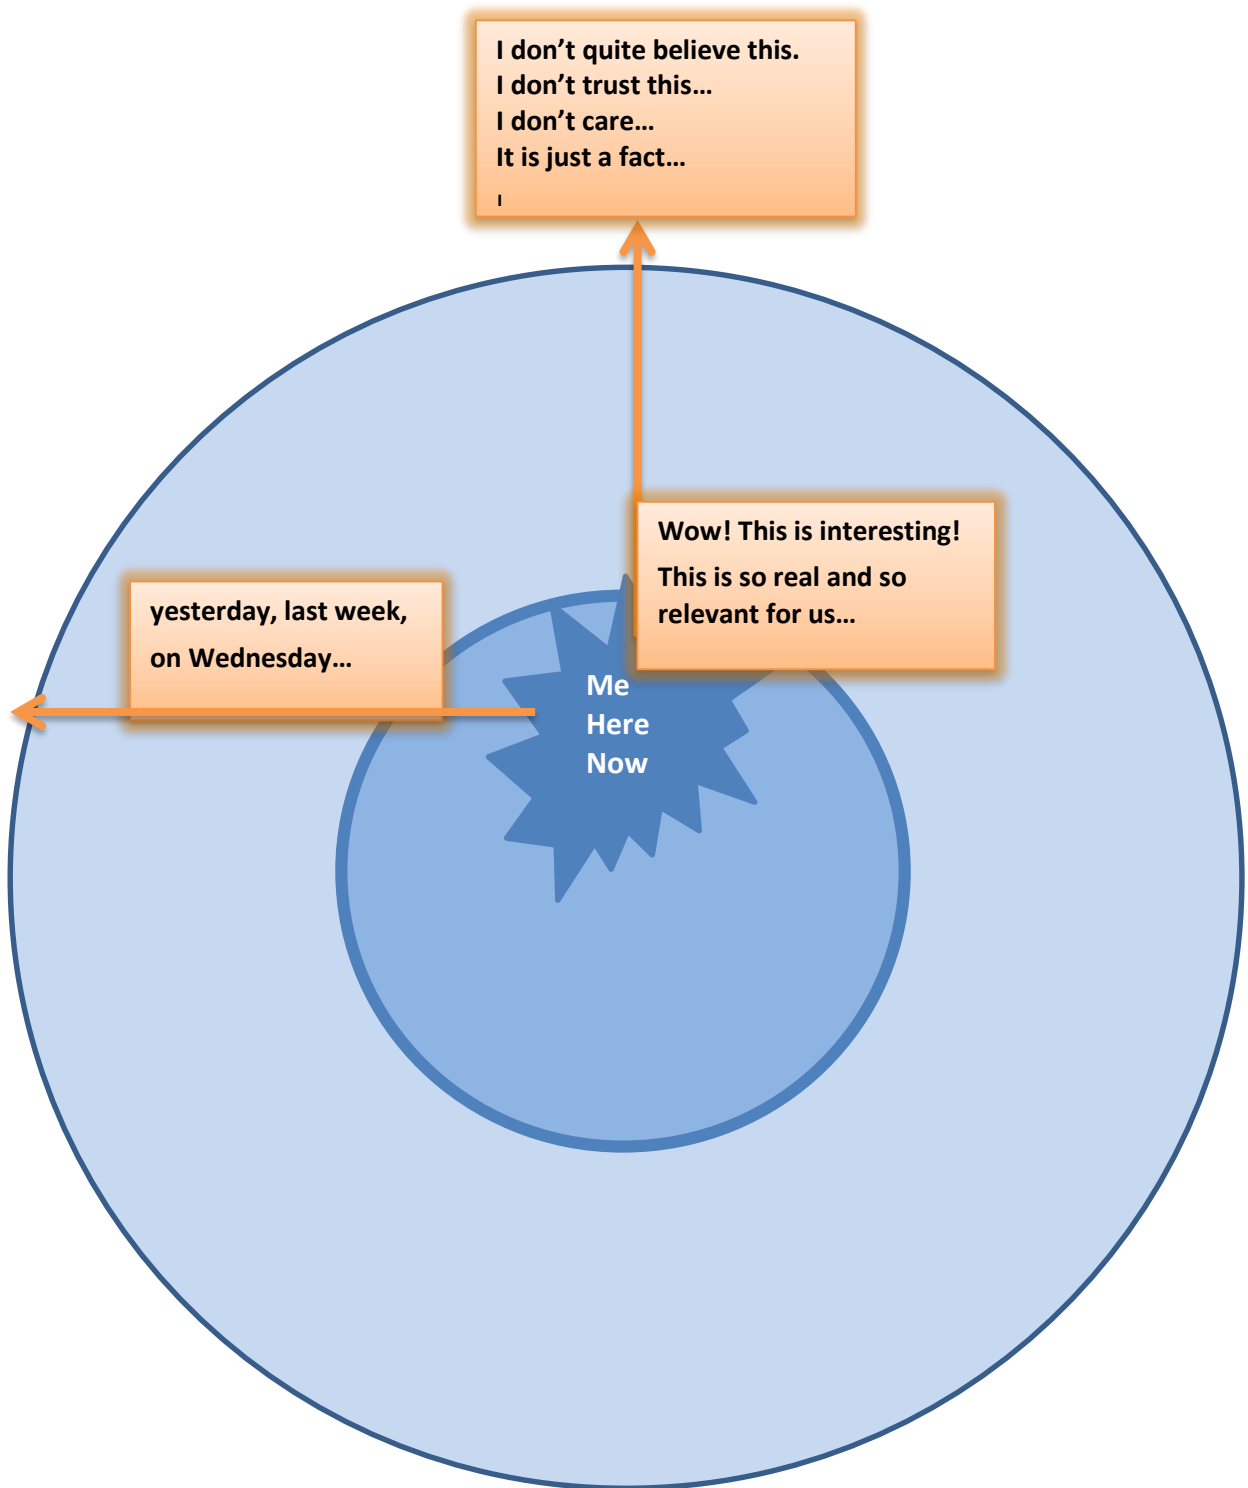 I don’t quite believe this.
I don’t trust this…
I don’t care…
It is just a fact…
I
Wow! This is interesting!
This is so real and so
relevant for us…
yesterday, last week,
on Wednesday…
Me
Here
Now